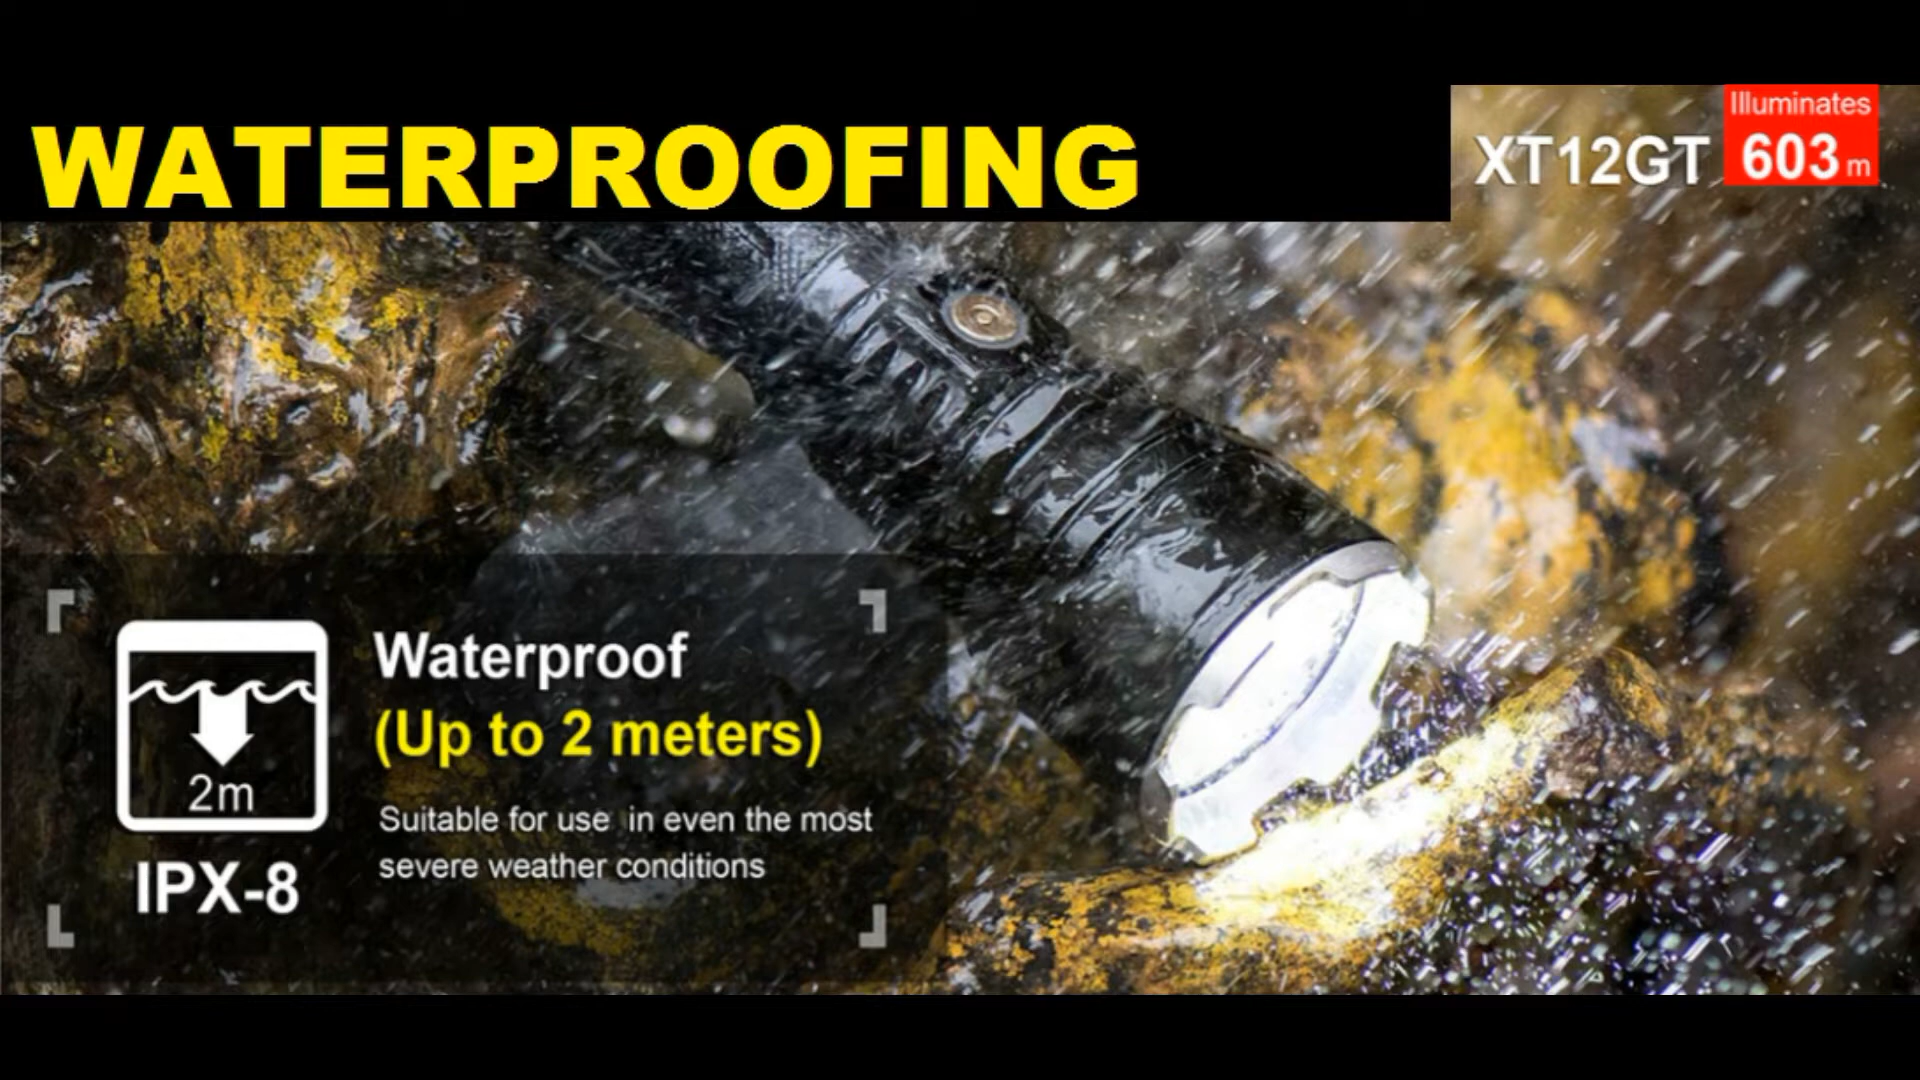 WATERPROOFING
XT12GT
Illuminates
603 m
Waterproof
(Up to 2 meters)
2m
Suitable for use in even the most
severe weather conditions
IPX-8